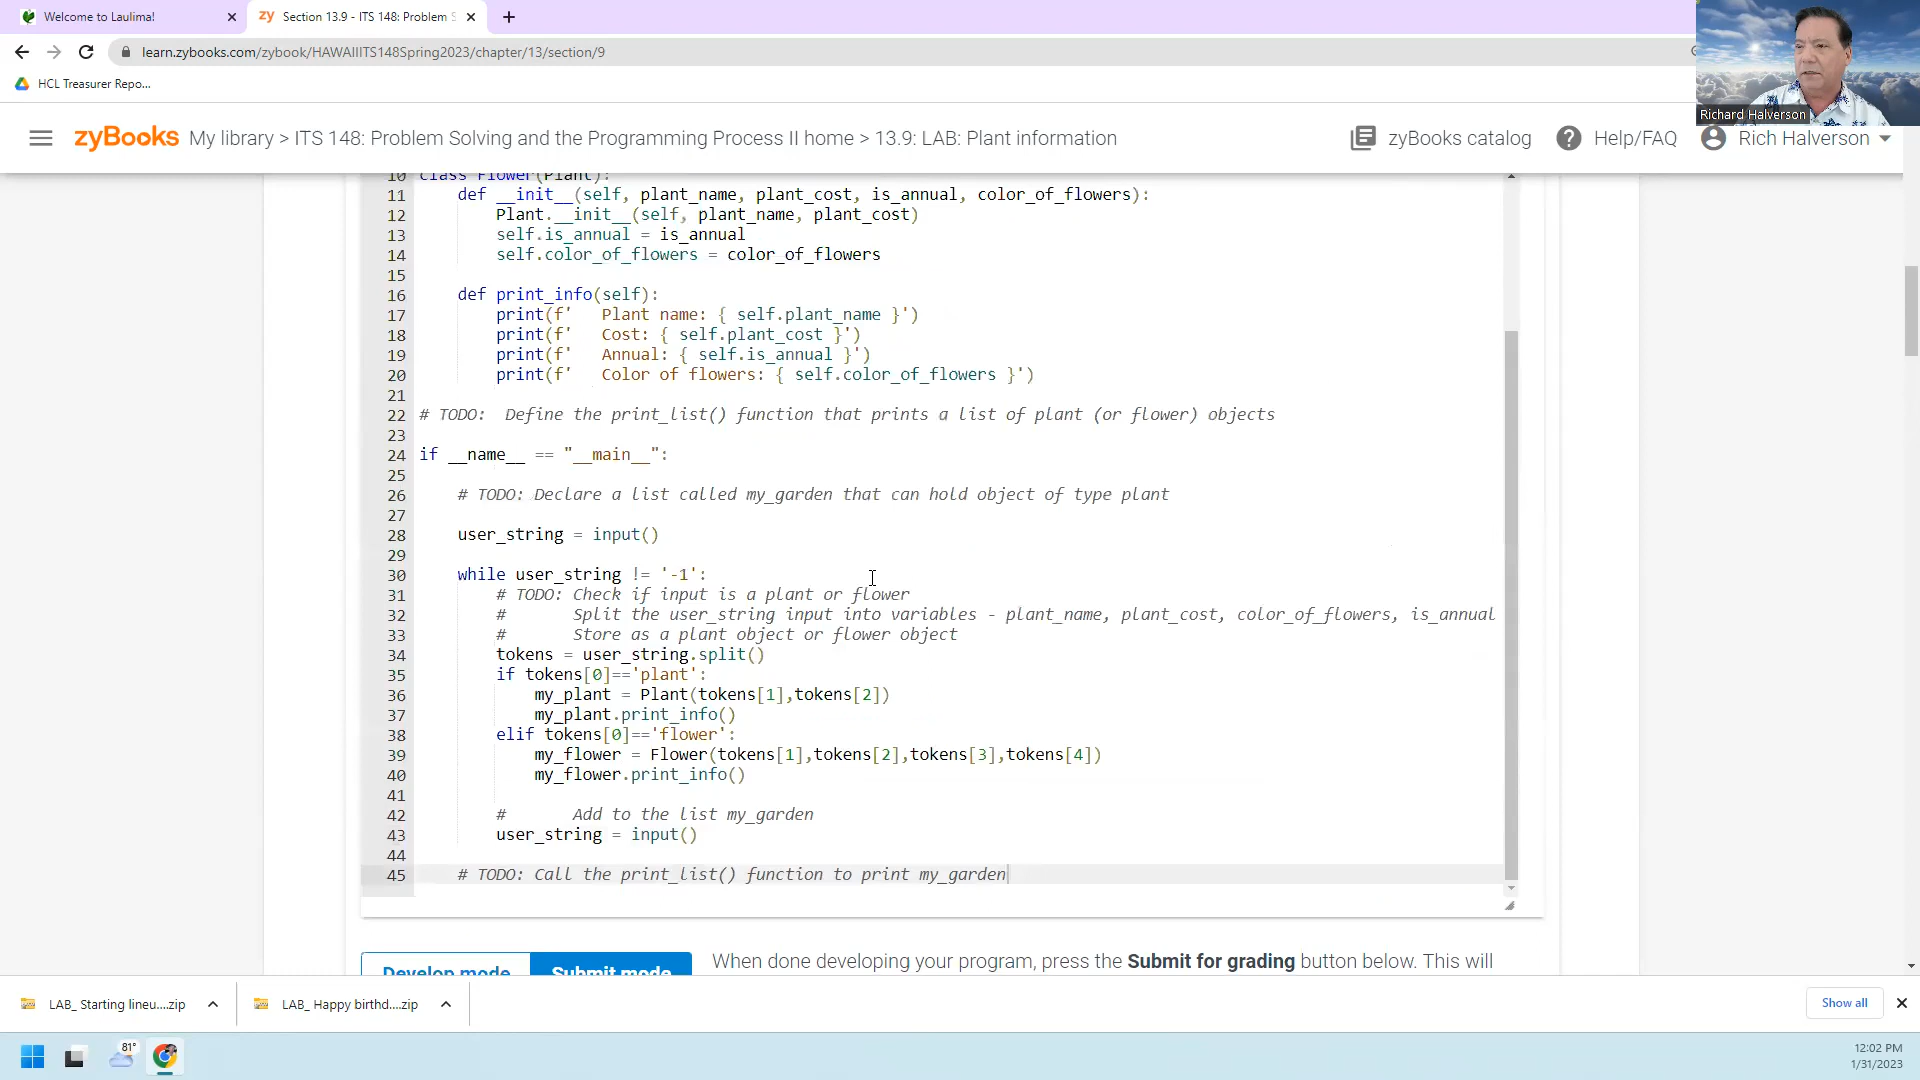 Welcome to Laulima!
zy Section 13.9 - ITS 148: Problem S
learn.zybooks.com/zybook/HAWAIIITS148Spring2023/chapter/13/section/9
HCL Treasurer Repo...
Richard Halverson
zyBooks My library > ITS 148: Problem Solving and the Programming Process II home > 13.9: LAB: Plant information
zyBooks catalog
Help/FAQ
Rich Halverson
10 class Flower(Plant):
11     def __init__(self, plant_name, plant_cost, is_annual, color_of_flowers):
12         Plant.__init__(self, plant_name, plant_cost)
13         self.is_annual = is_annual
14         self.color_of_flowers = color_of_flowers
15
16     def print_info(self):
17         print(f'   Plant name: { self.plant_name }')
18         print(f'   Cost: { self.plant_cost }')
19         print(f'   Annual: { self.is_annual }')
20         print(f'   Color of flowers: { self.color_of_flowers }')
21
22 # TODO:  Define the print_list() function that prints a list of plant (or flower) objects
23
24 if __name__ == "__main__":
25
26     # TODO: Declare a list called my_garden that can hold object of type plant
27
28     user_string = input()
29
30     while user_string != '-1':
31         # TODO: Check if input is a plant or flower
32         #       Split the user_string input into variables - plant_name, plant_cost, color_of_flowers, is_annual
33         #       Store as a plant object or flower object
34         tokens = user_string.split()
35         if tokens[0]=='plant':
36             my_plant = Plant(tokens[1],tokens[2])
37             my_plant.print_info()
38         elif tokens[0]=='flower':
39             my_flower = Flower(tokens[1],tokens[2],tokens[3],tokens[4])
40             my_flower.print_info()
41
42         #       Add to the list my_garden
43         user_string = input()
44
45     # TODO: Call the print_list() function to print my_garden
Develop mode
Submit mode
When done developing your program, press the Submit for grading button below. This will
LAB_ Starting lineu....zip
LAB_ Happy birthd....zip
Show all
81°
12:02 PM
1/31/2023